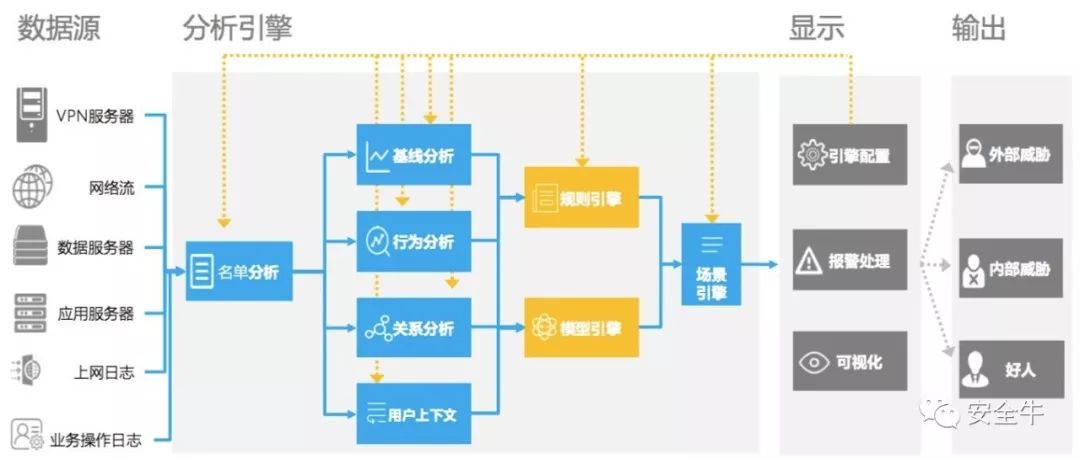 数据源
分析引擎
显示
输出
VPN服务器
网络流
数据服务器
应用服务器
上网日志
业务操作日志
名单分析
基线分析
行为分析
关系分析
用户上下文
规则引擎
模型引擎
场景
引擎
引擎配置
报警处理
可视化
外部威胁
内部威胁
好人
安全牛